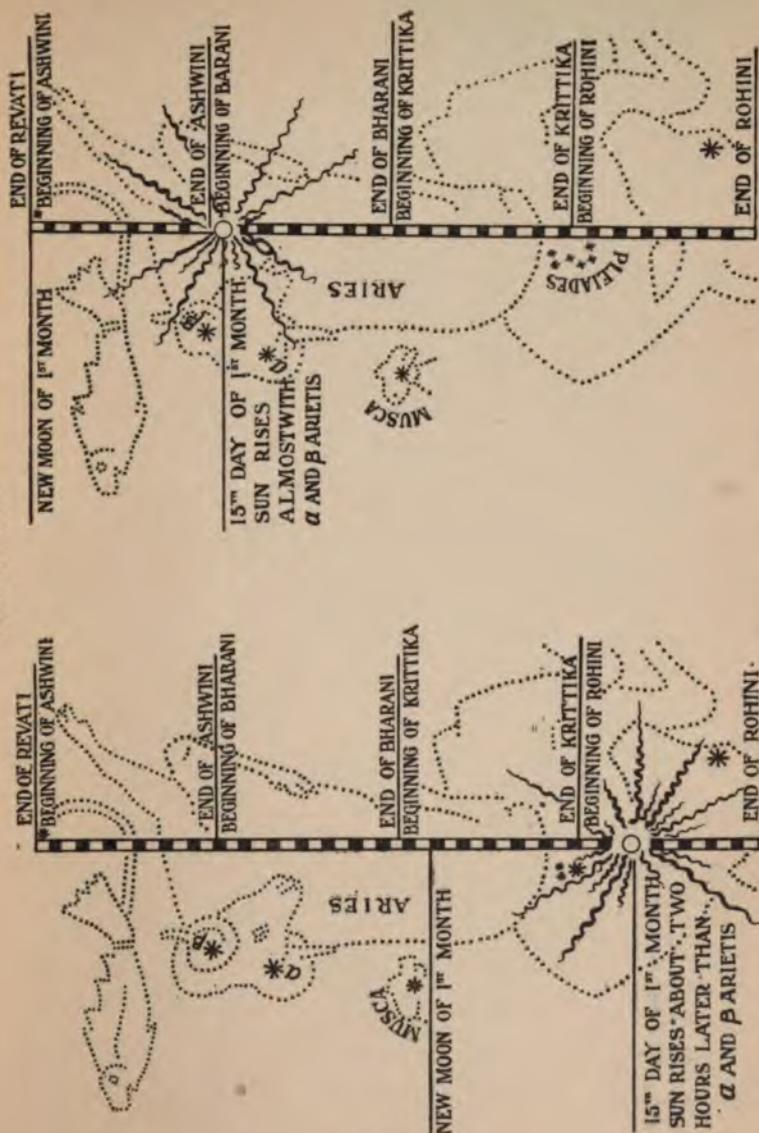 END OF REVATI
BEGINNING OF ASHWINI
NEW MOON OF 1ST MONTH
END OF ASHWINI
BEGINNING OF BARANI
β
α
15TH DAY OF 1ST MONTH
SUN RISES
ALMOST WITH
α AND β ARIETIS
ARIES
END OF BHARANI
BEGINNING OF KRITTIKA
MUSCA
END OF KRITTIKA
BEGINNING OF ROHINI
PLEIADES
END OF ROHINI
END OF REVATI
BEGINNING OF ASHWINI
END OF ASHWINI
BEGINNING OF BHARANI
β
α
ARIES
END OF BHARANI
BEGINNING OF KRITTIKA
MUSCA
NEW MOON OF 1ST MONTH
END OF KRITTIKA
BEGINNING OF ROHINI
15TH DAY OF 1ST MONTH
SUN RISES ABOUT TWO
HOURS LATER THAN
α AND β ARIETIS
END OF ROHINI